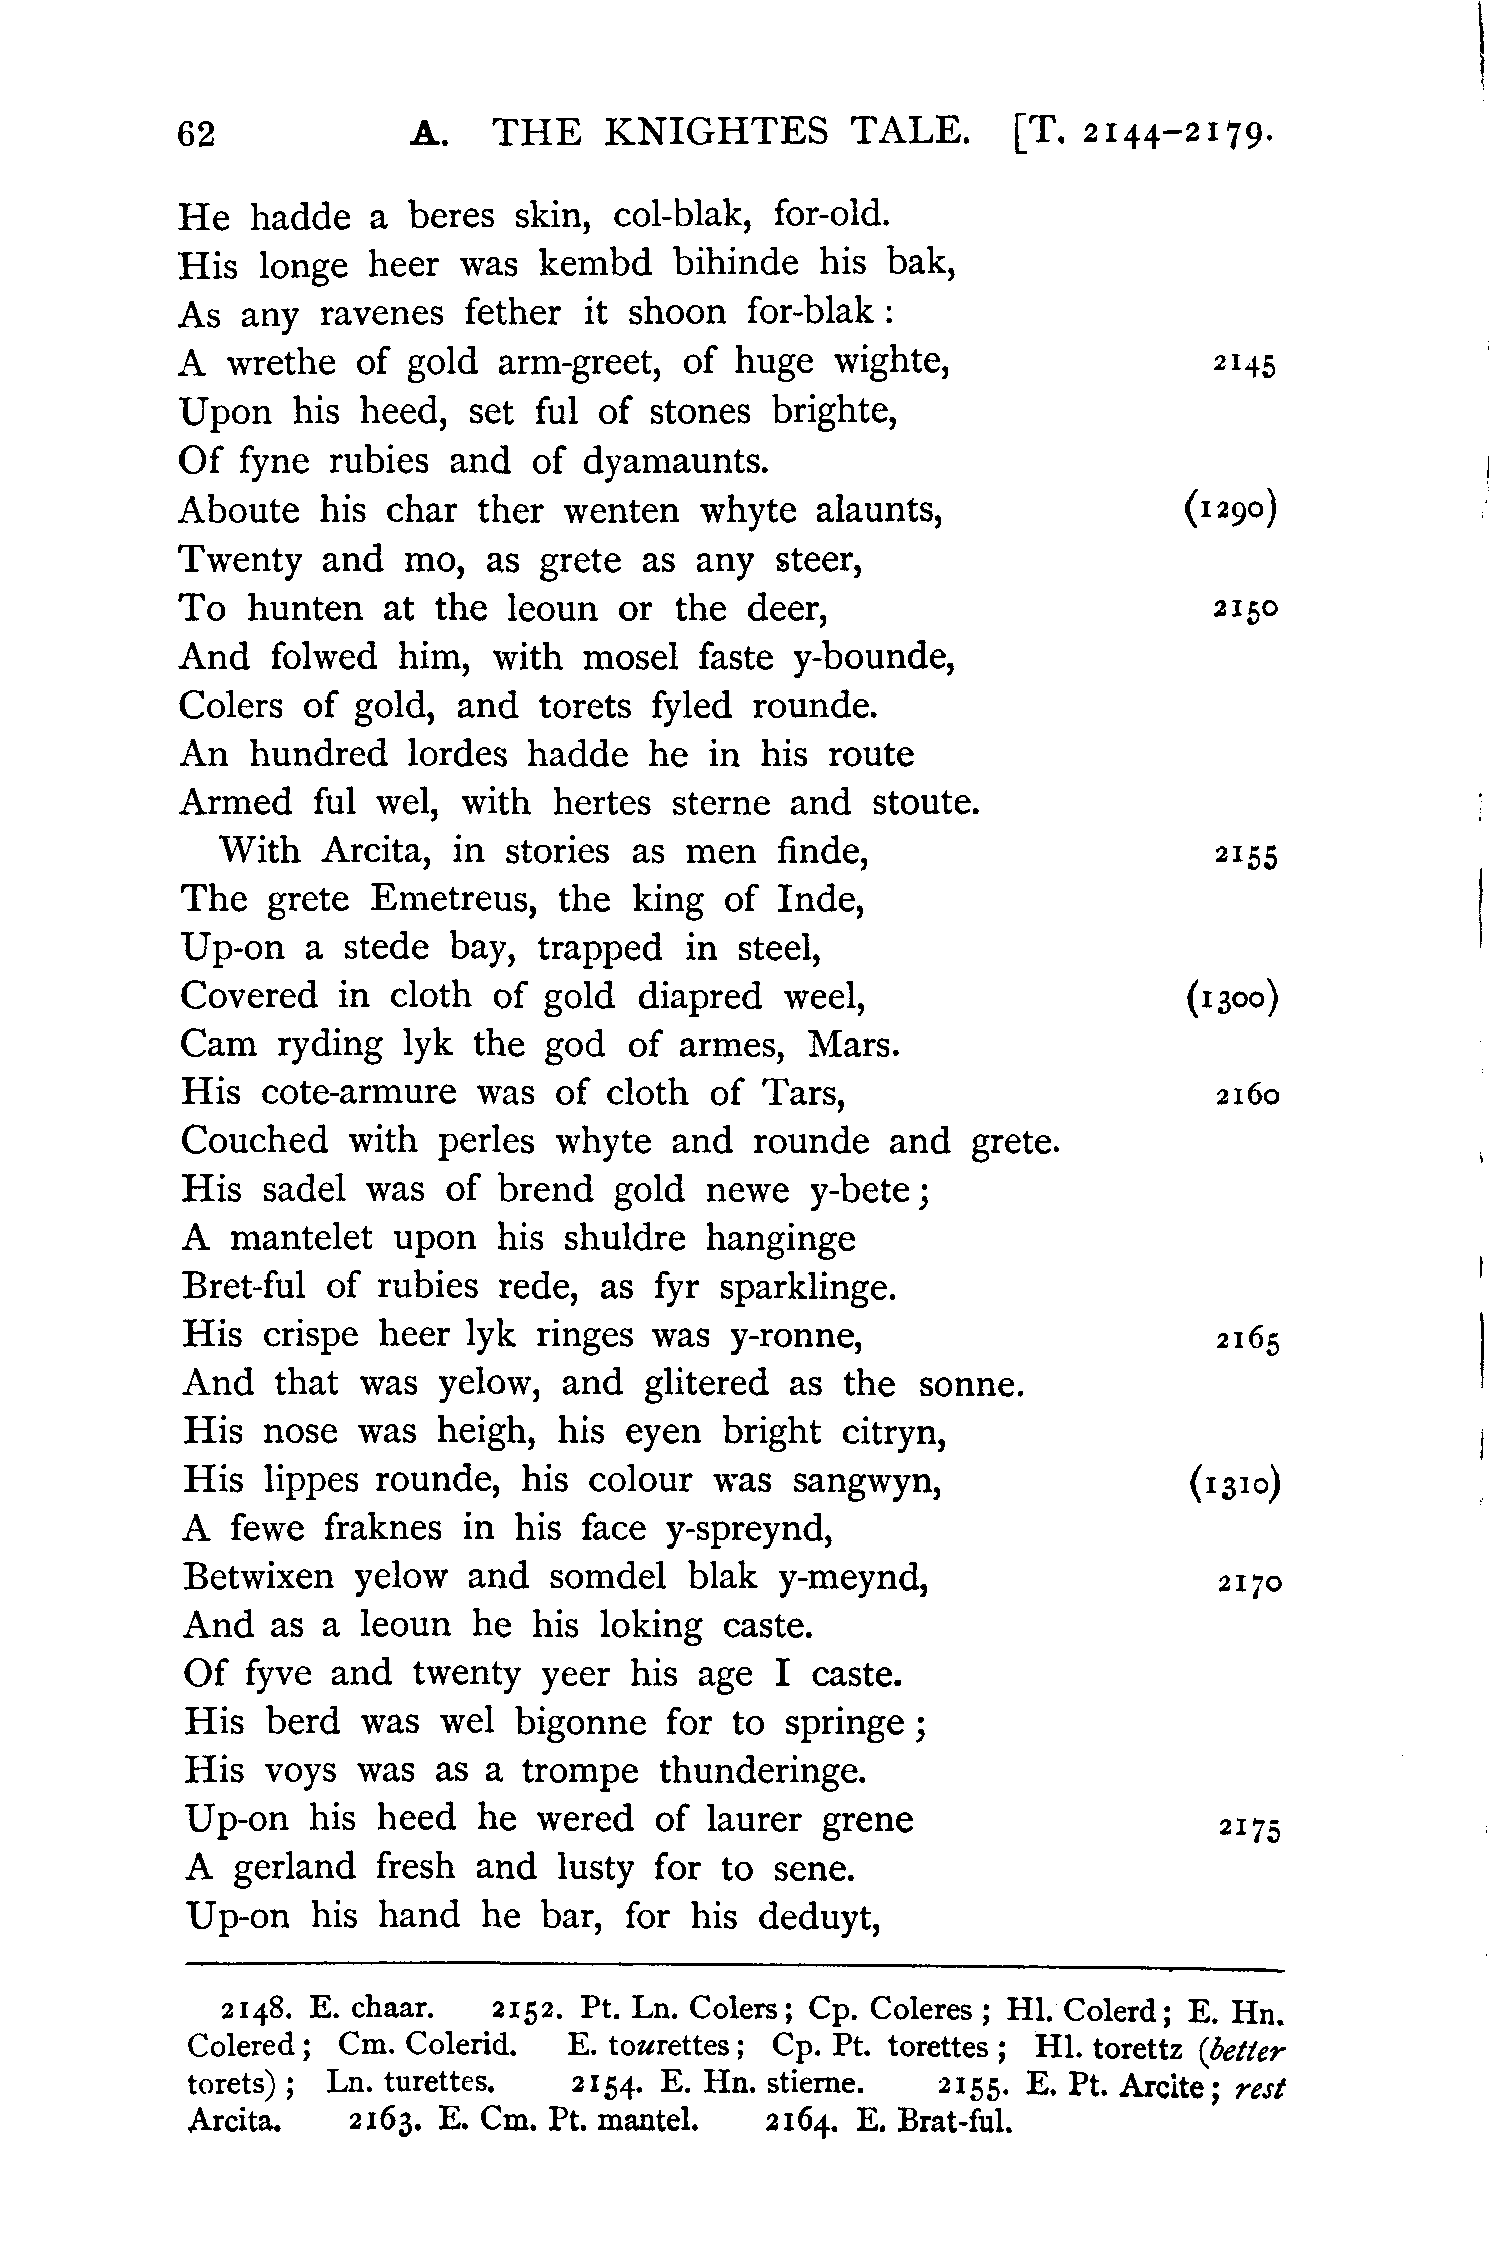 62 A. THE KNIGHTES TALE. [T. 2144-2179.
He hadde a beres skin, col-blak, for-old.
His longe heer was kembd bihinde his bak,
As any ravenes fether it shoon for-blak :
A wrethe of gold arm-greet, of huge wighte, 2145
Upon his heed, set ful of stones brighte,
Of fyne rubies and of dyamaunts.
Aboute his char ther wenten whyte alaunts, (1290)
Twenty and mo, as grete as any steer,
To hunten at the leoun or the deer, 2150
And folwed him, with mosel faste y-bounde,
Colers of gold, and torets fyled rounde.
An hundred lordes hadde he in his route
Armed ful wel, with hertes sterne and stoute.
With Arcita, in stories as men finde, 2155
The grete Emetreus, the king of Inde,
Up-on a stede bay, trapped in steel,
Covered in cloth of gold diapred weel, (1300)
Cam ryding lyk the god of armes, Mars.
His cote-armure was of cloth of Tars, 2160
Couched with perles whyte and rounde and grete.
His sadel was of brend gold newe y-bete ;
A mantelet upon his shuldre hanginge
Bret-ful of rubies rede, as fyr sparklinge.
His crispe heer lyk ringes was y-ronne, 2165
And that was yelow, and glitered as the sonne.
His nose was heigh, his eyen bright citryn,
His lippes rounde, his colour was sangwyn, (1310)
A fewe fraknes in his face y-spreynd,
Betwixen yelow and somdel blak y-meynd, 2170
And as a leoun he his loking caste.
Of fyve and twenty yeer his age I caste.
His berd was wel bigonne for to springe ;
His voys was as a trompe thunderinge.
Up-on his heed he wered of laurer grene 2175
A gerland fresh and lusty for to sene.
Up-on his hand he bar, for his deduyt,
2148. E. chaar. 2152. Pt. Ln. Colers ; Cp. Coleres ; Hl. Colerd ; E. Hn.
Colered ; Cm. Colerid. E. tourettes ; Cp. Pt. torettes ; Hl. torettz (better
torets) ; Ln. turettes. 2154. E. Hn. stierne. 2155. E. Pt. Arcite ; rest
Arcita. 2163. E. Cm. Pt. mantel. 2164. E. Brat-ful.